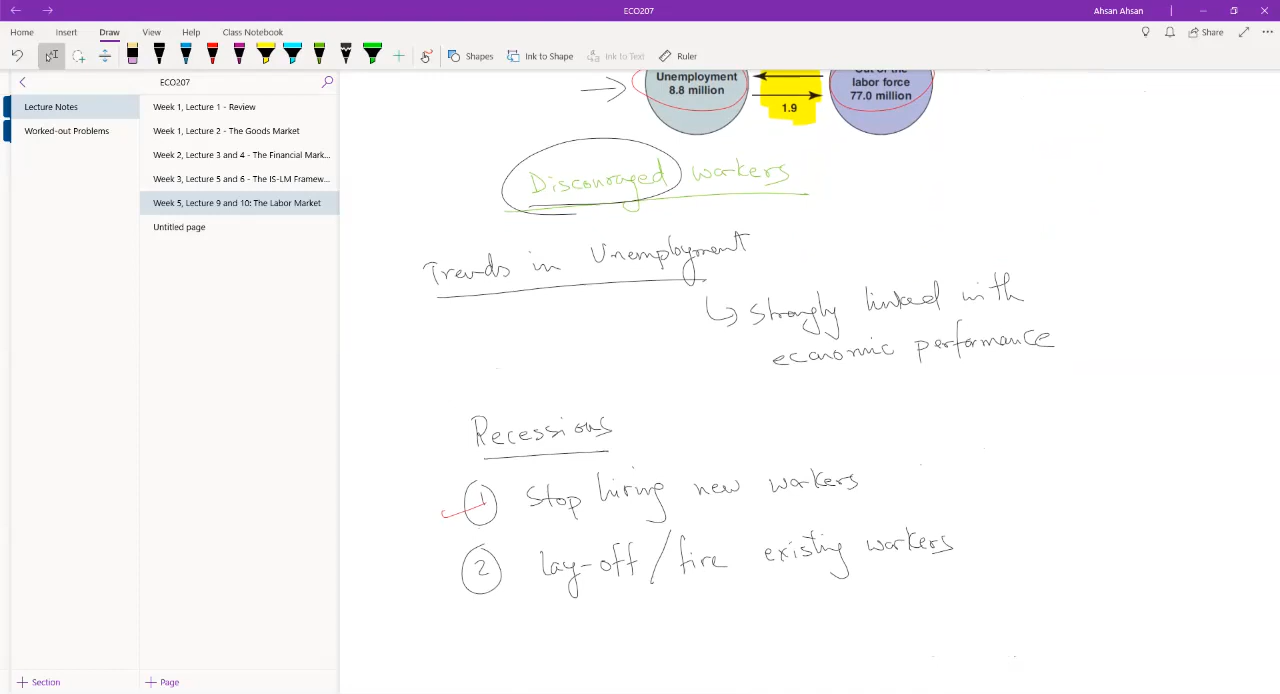 ECO207
Ahsan Ahsan
Home Insert Draw View Help Class Notebook
Share
Shapes Ink to Shape Ink to Text Ruler
ECO207
Lecture Notes
Worked-out Problems
Week 1, Lecture 1 - Review
Week 1, Lecture 2 - The Goods Market
Week 2, Lecture 3 and 4 - The Financial Mark...
Week 3, Lecture 5 and 6 - The IS-LM Framew...
Week 5, Lecture 9 and 10: The Labor Market
Untitled page
Unemployment
8.8 million
1.9
Out of the
labor force
77.0 million
Discouraged workers
Trends in Unemployment
strongly linked with
economic performance
Recessions
1 Stop hiring new workers
2 lay-off / fire existing workers
+ Section
+ Page